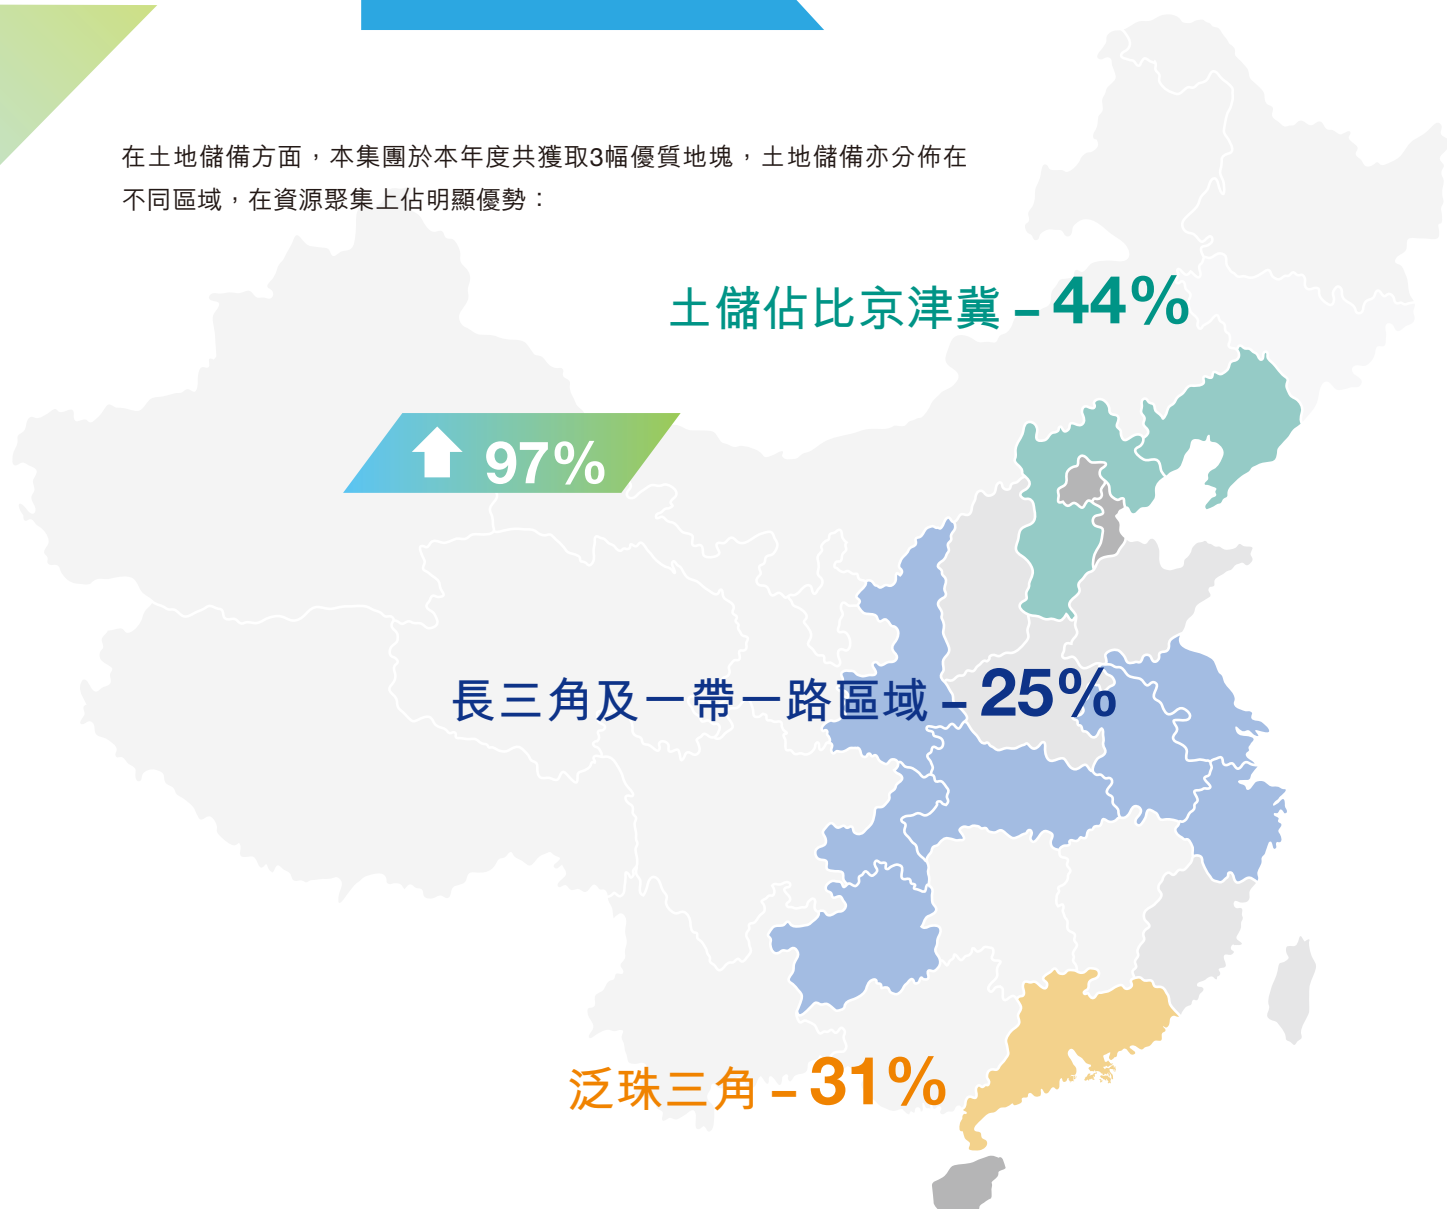 在土地儲備方面，本集團於本年度共獲取3幅優質地塊，土地儲備亦分佈在
不同區域，在資源聚集上佔明顯優勢：
土儲佔比京津冀 – 44%
97%
長三角及一帶一路區域 – 25%
泛珠三角 – 31%